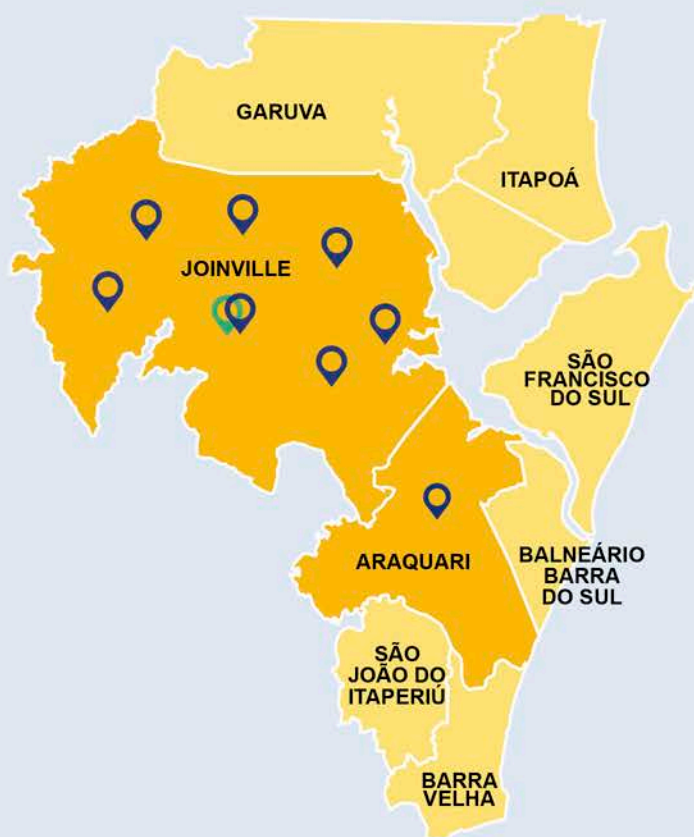 GARUVA
ITAPOÁ
JOINVILLE
SÃO
FRANCISCO
DO SUL
ARAQUARI
BALNEÁRIO
BARRA
DO SUL
SÃO
JOÃO DO
ITAPERIÚ
BARRA
VELHA